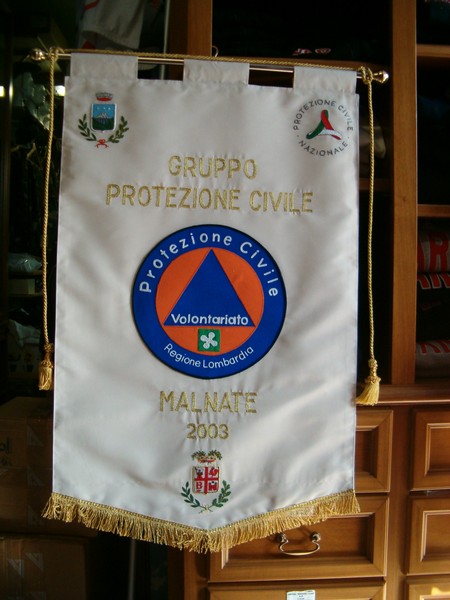 PROTEZIONE CIVILE
NAZIONALE
GRUPPO
PROTEZIONE CIVILE
Protezione Civile
Volontariato
Regione Lombardia
MALNATE
2003